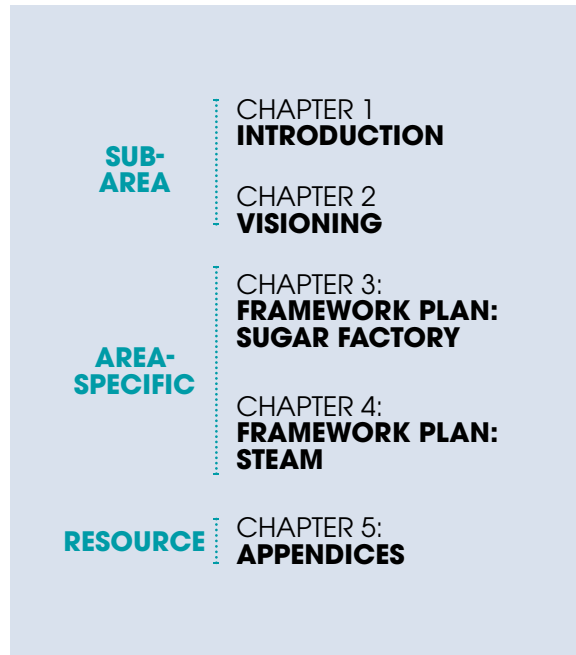 SUB-
AREA
CHAPTER 1
INTRODUCTION
CHAPTER 2
VISIONING
AREA-
SPECIFIC
CHAPTER 3:
FRAMEWORK PLAN:
SUGAR FACTORY
CHAPTER 4:
FRAMEWORK PLAN:
STEAM
RESOURCE
CHAPTER 5:
APPENDICES